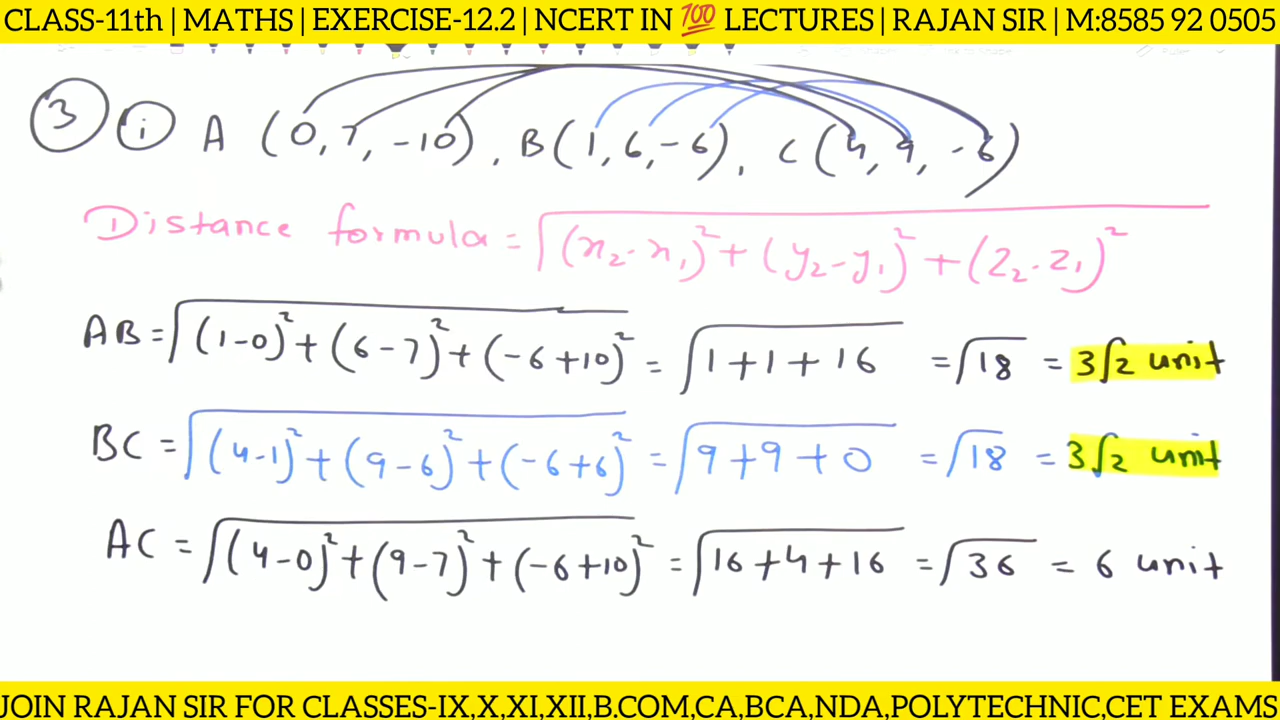 CLASS-11th | MATHS | EXERCISE-12.2 | NCERT IN 💯 LECTURES | RAJAN SIR | M:8585 92 0505
3 i A (0, 7, -10), B(1, 6, -6), C (4, 9, -6)
Distance formula = √(x₂-x₁)² + (y₂-y₁)² + (z₂-z₁)²
AB = √(1-0)² + (6-7)² + (-6+10)² = √1+1+16 = √18 = 3√2 unit
BC = √(4-1)² + (9-6)² + (-6+6)² = √9+9+0 = √18 = 3√2 unit
AC = √(4-0)² + (9-7)² + (-6+10)² = √16+4+16 = √36 = 6 unit
JOIN RAJAN SIR FOR CLASSES-IX,X,XI,XII,B.COM,CA,BCA,NDA,POLYTECHNIC,CET EXAMS